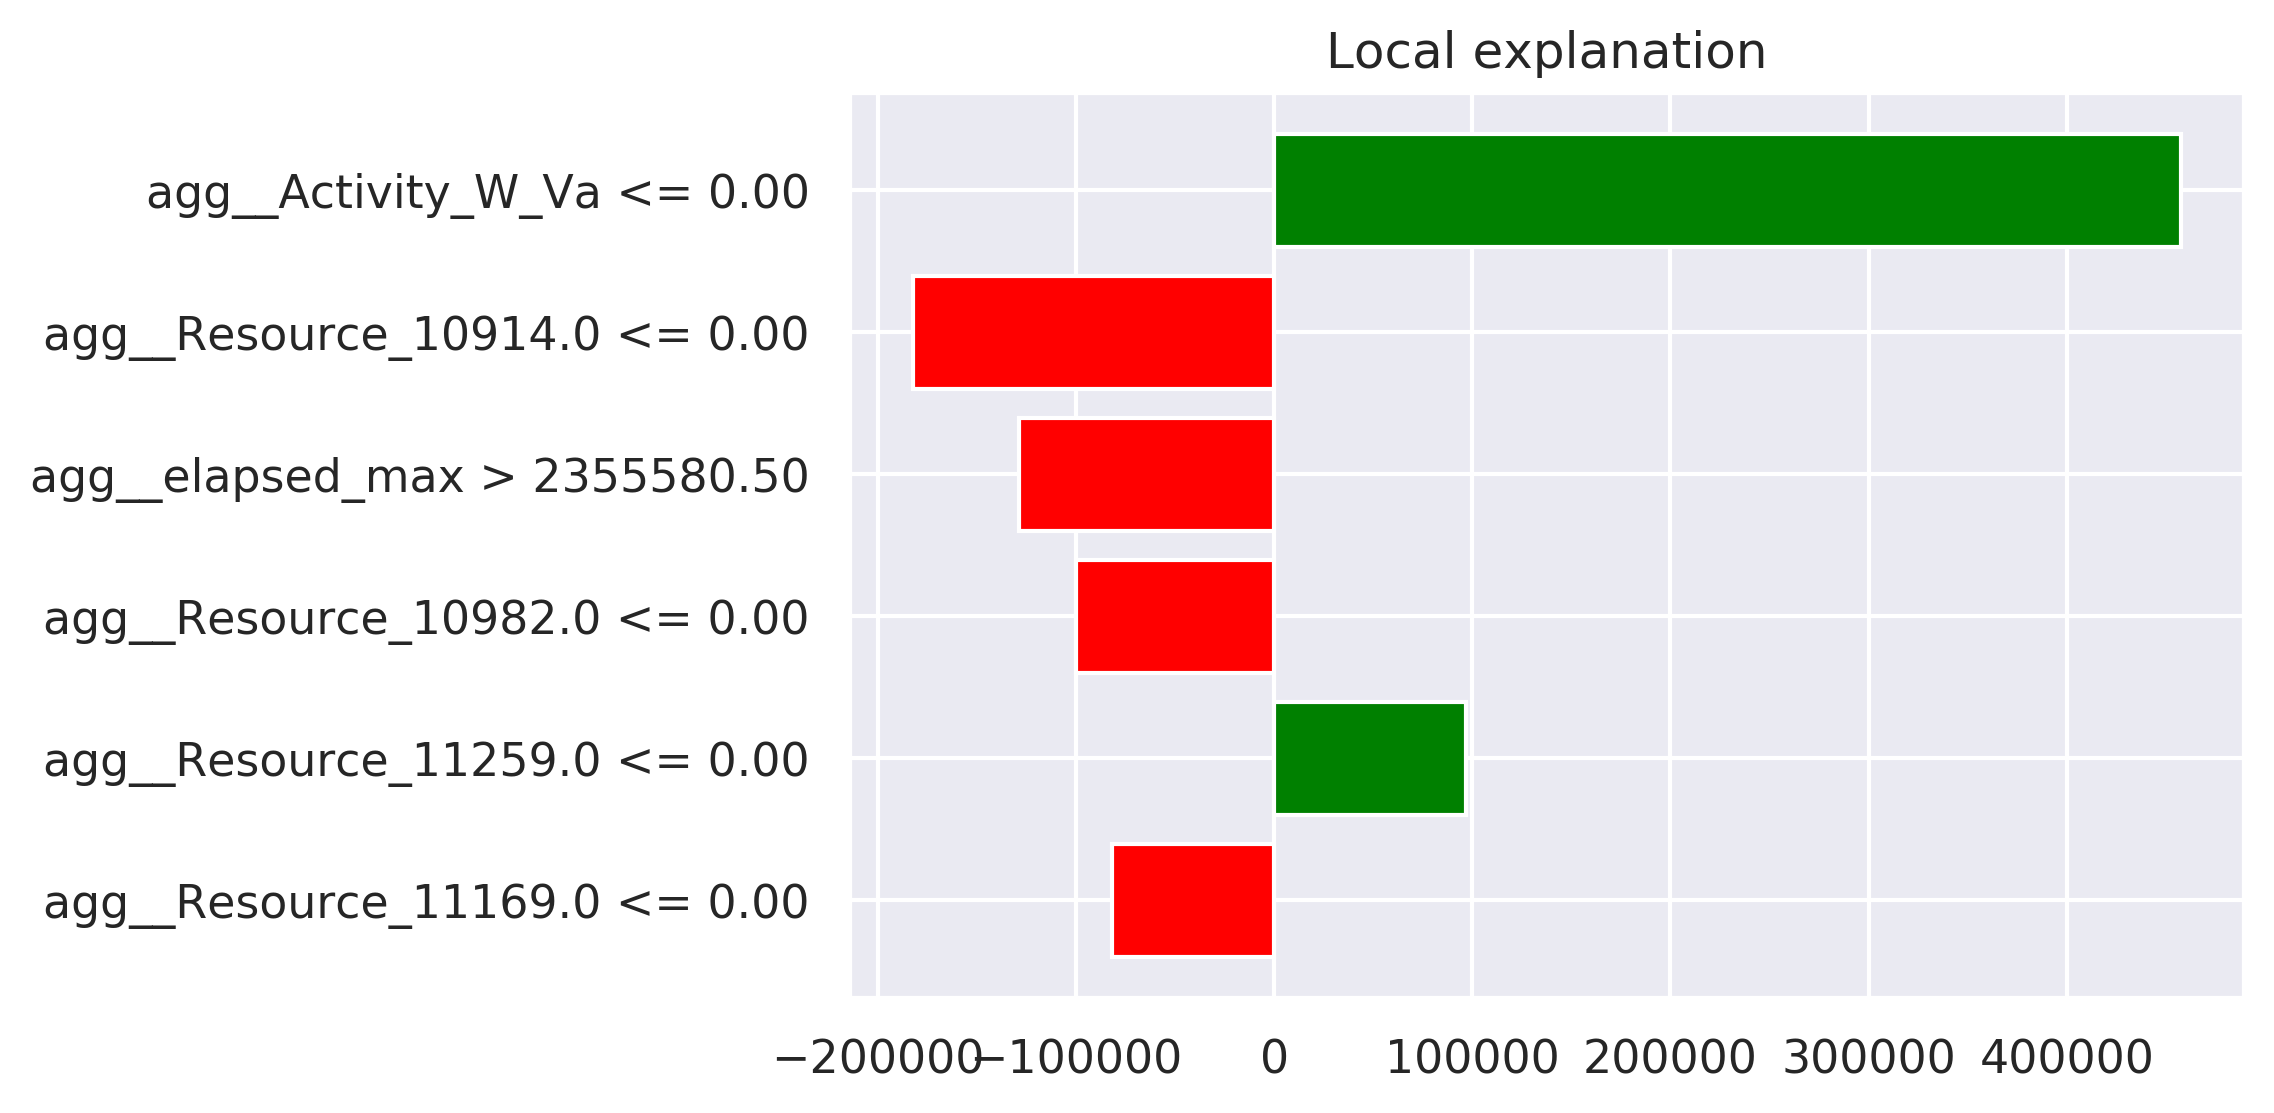 Local explanation
agg__Activity_W_Va <= 0.00
agg__Resource_10914.0 <= 0.00
agg__elapsed_max > 2355580.50
agg__Resource_10982.0 <= 0.00
agg__Resource_11259.0 <= 0.00
agg__Resource_11169.0 <= 0.00
−200000 −100000 0 100000 200000 300000 400000